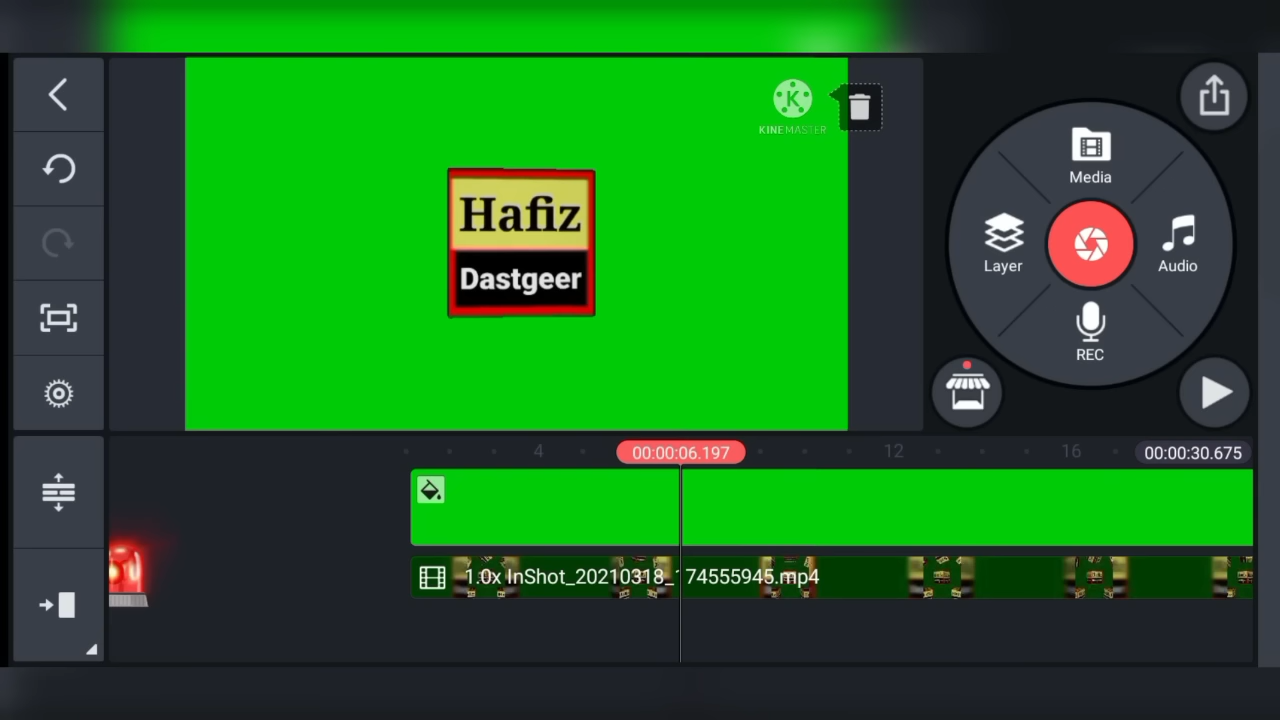 KINEMASTER
Hafiz
Dastgeer
Media
Layer
Audio
REC
4
00:00:06.197
12
16
00:00:30.675
1.0x InShot_20210318_174555945.mp4